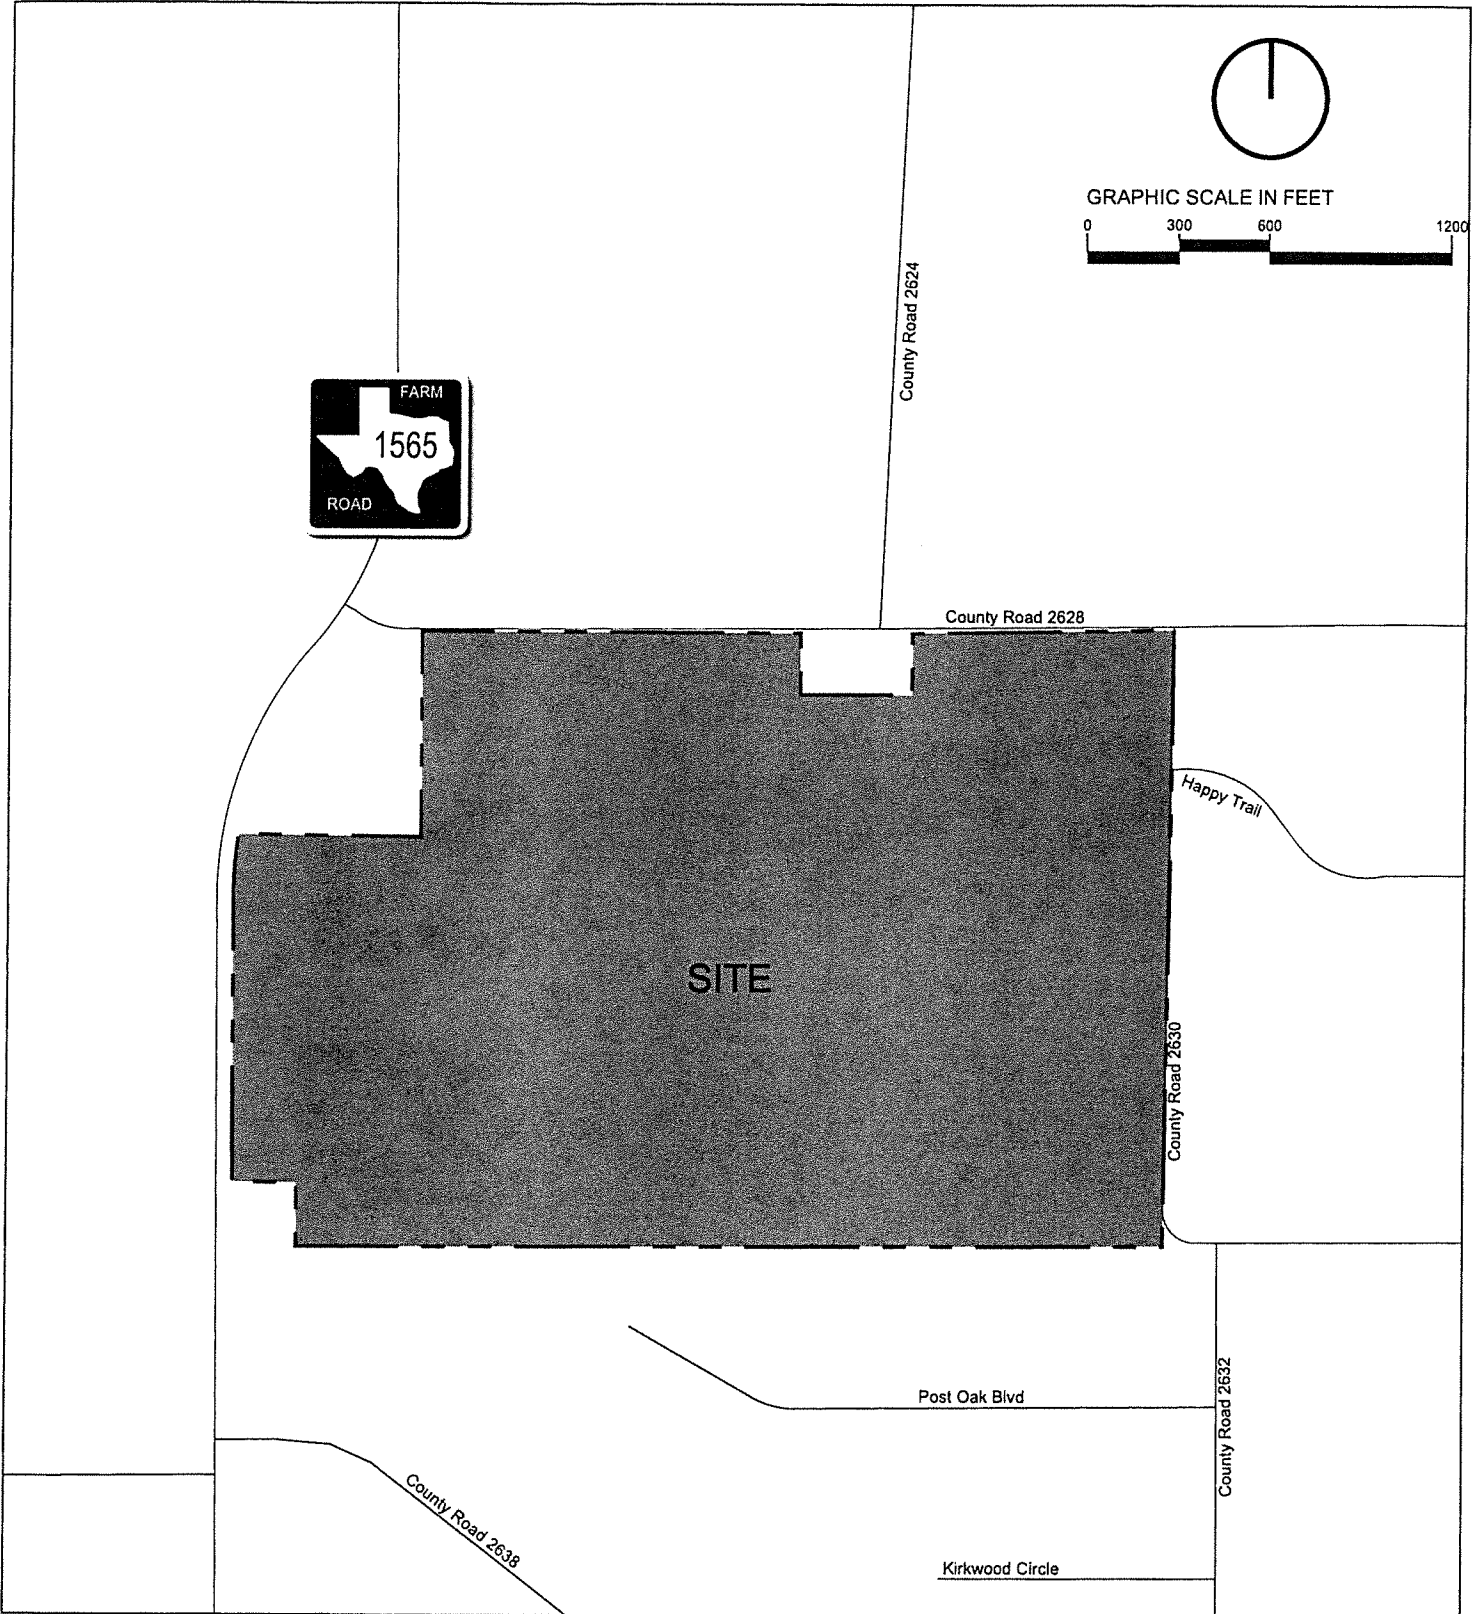 GRAPHIC SCALE IN FEET
0 300 600 1200
County Road 2624
FARM
1565
ROAD
County Road 2628
Happy Trail
SITE
County Road 2630
Post Oak Blvd
County Road 2632
County Road 2638
Kirkwood Circle